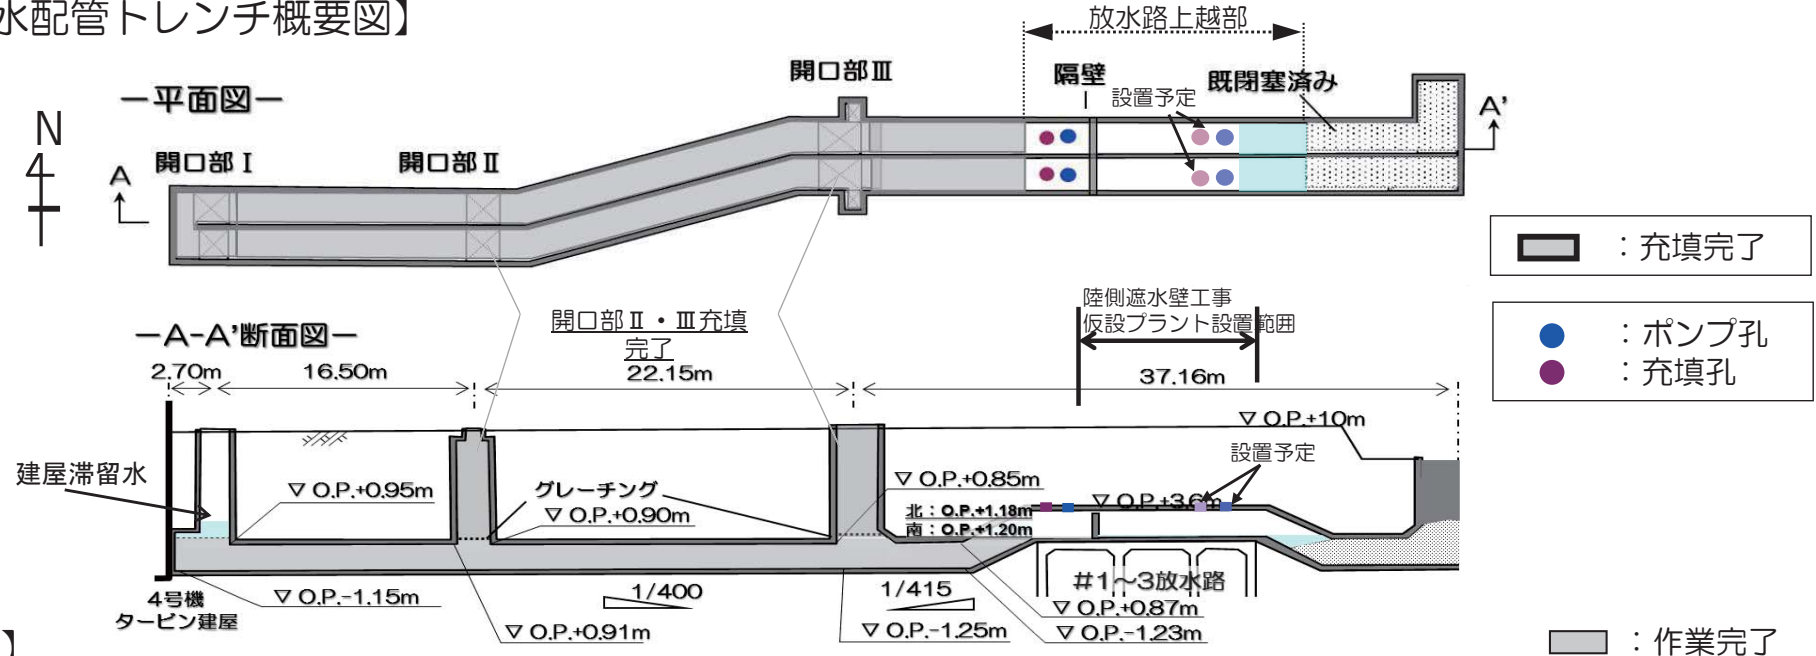 水配管トレンチ概要図】
放水路上越部
開口部Ⅲ
隔壁
既閉塞済み
設置予定
―平面図―
N
A
A'
開口部Ⅰ
開口部Ⅱ
：充填完了
開口部Ⅱ・Ⅲ充填
完了
陸側遮水壁工事
仮設プラント設置範囲
：ポンプ孔
：充填孔
―A-A'断面図―
2.70m
16.50m
22.15m
37.16m
▽ O.P.+10m
設置予定
建屋滞留水
▽ O.P.+0.95m
グレーチング
▽ O.P.+0.90m
▽ O.P.+0.85m
北：O.P.+1.18m
南：O.P.+1.20m
▽ O.P.+3.6m
#1～3放水路
4号機
タービン建屋
▽ O.P.-1.15m
1/400
1/415
▽ O.P.+0.87m
▽ O.P.+0.91m
▽ O.P.-1.25m
▽ O.P.-1.23m
】
：作業完了